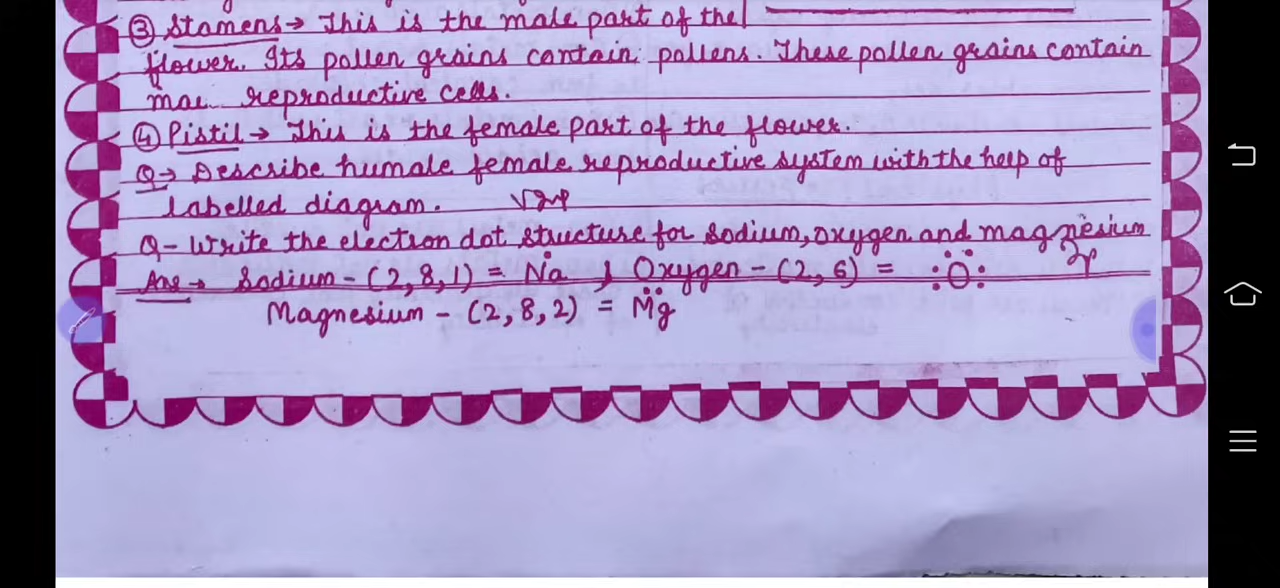 ③ Stamens → This is the male part of the
flower. Its pollen grains contain pollens. These pollen grains contain
reproductive cells.
④ Pistil → This is the female part of the flower.
Q → Describe humale female reproductive system with the help of
labelled diagram.
Q - Write the electron dot structure for sodium, oxygen and magnesium
Ans → Sodium - (2, 8, 1) = Na , Oxygen - (2, 6) = O
Magnesium - (2, 8, 2) = Mg